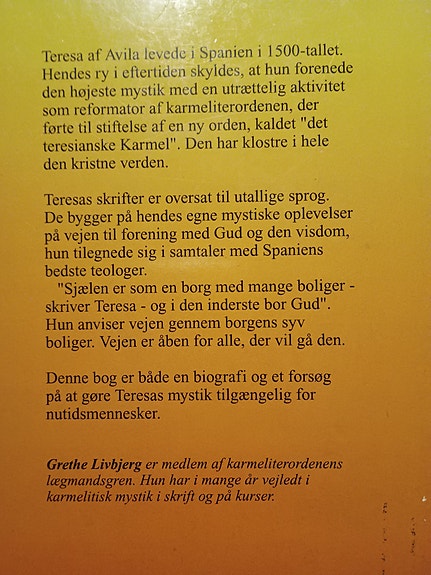 Teresa af Avila levede i Spanien i 1500-tallet.
Hendes ry i eftertiden skyldes, at hun forenede
den højeste mystik med en utrættelig aktivitet
som reformator af karmeliterordenen, der
førte til stiftelse af en ny orden, kaldet "det
teresianske Karmel". Den har klostre i hele
den kristne verden.
Teresas skrifter er oversat til utallige sprog.
De bygger på hendes egne mystiske oplevelser
på vejen til forening med Gud og den visdom,
hun tilegnede sig i samtaler med Spaniens
bedste teologer.
"Sjælen er som en borg med mange boliger -
skriver Teresa - og i den inderste bor Gud".
Hun anviser vejen gennem borgens syv
boliger. Vejen er åben for alle, der vil gå den.
Denne bog er både en biografi og et forsøg
på at gøre Teresas mystik tilgængelig for
nutidsmennesker.
Grethe Livbjerg er medlem af karmeliterordenens
lægmandsgren. Hun har i mange år vejledt i
karmelitisk mystik i skrift og på kurser.